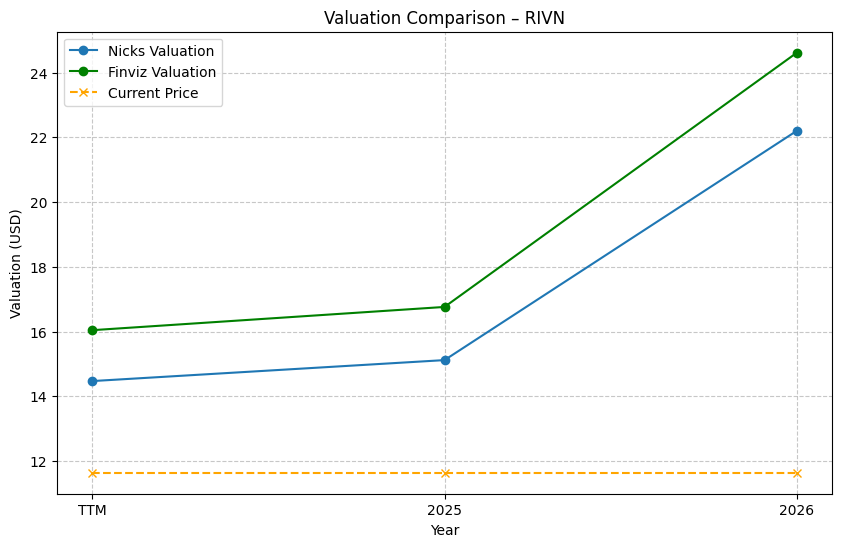 Valuation Comparison – RIVN
Nicks Valuation
Finviz Valuation
Current Price
Valuation (USD)
24
22
20
18
16
14
12
TTM
2025
2026
Year